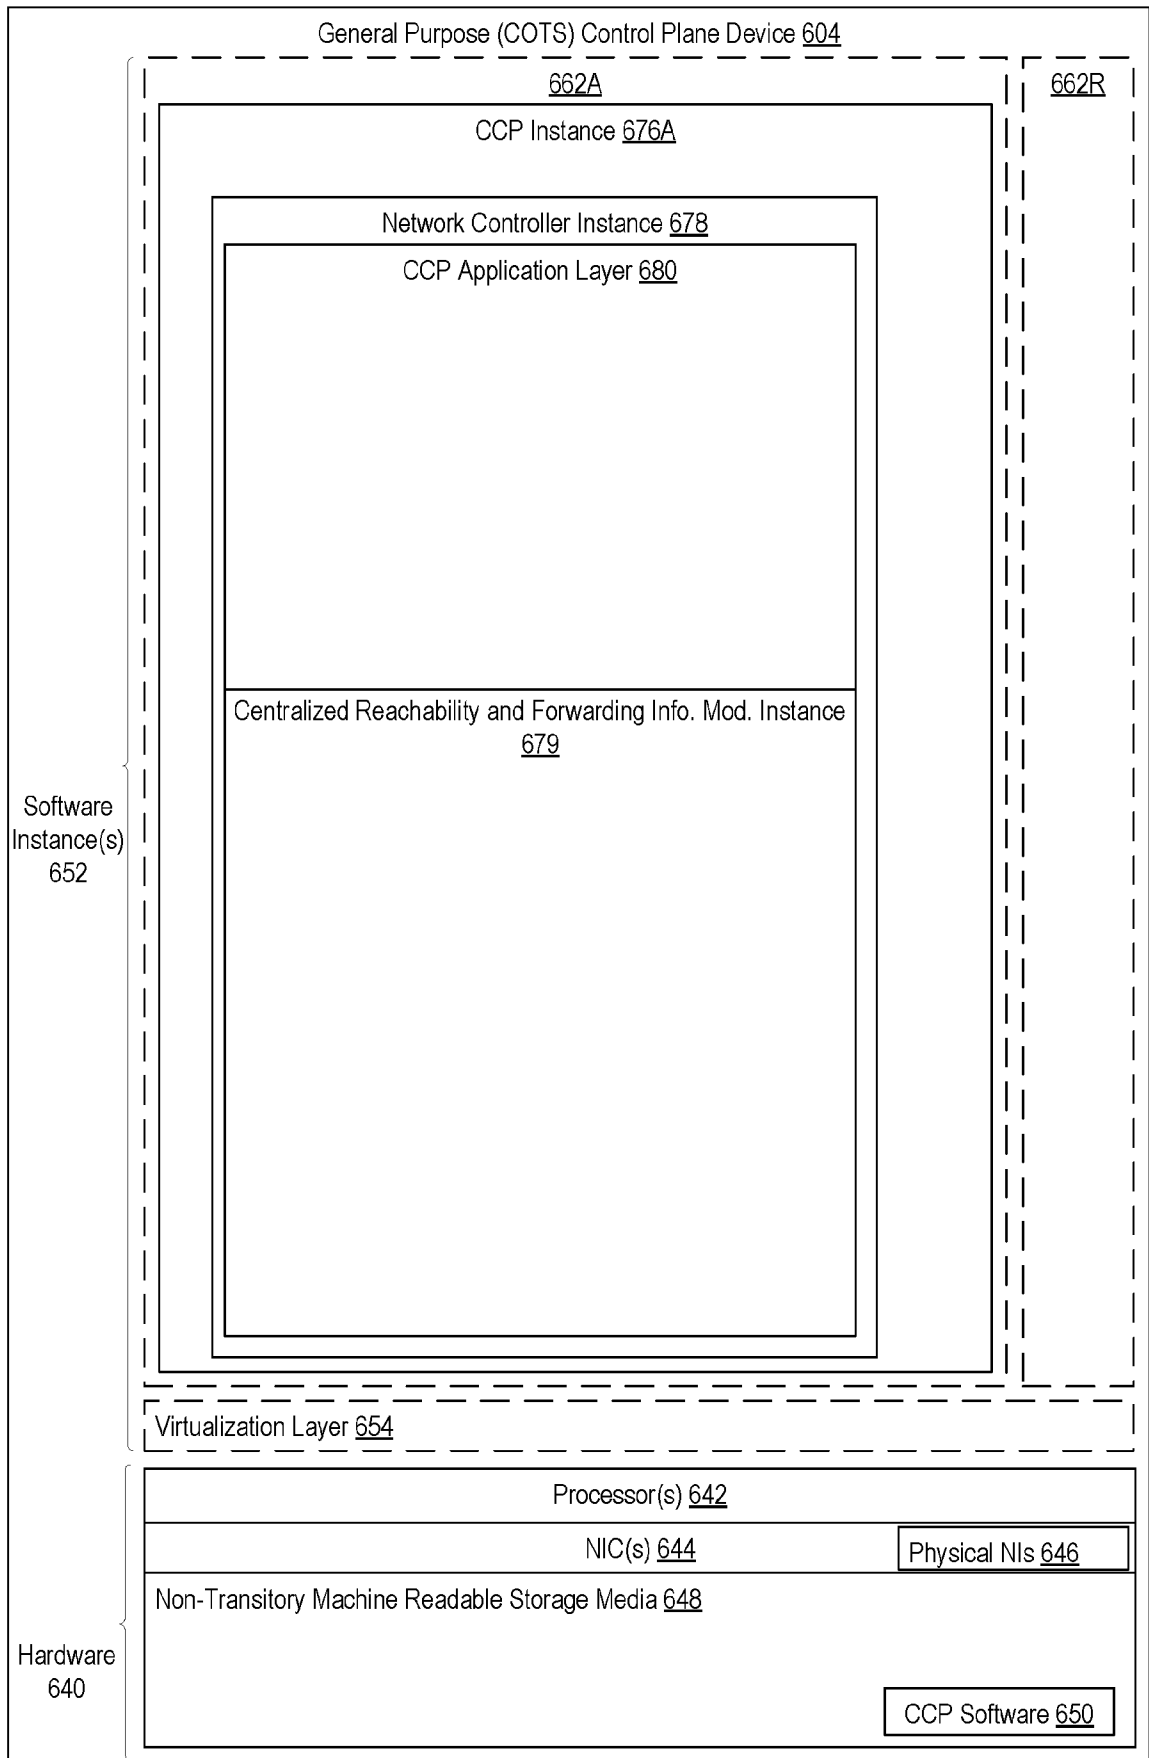 General Purpose (COTS) Control Plane Device 604
662A
662R
CCP Instance 676A
Network Controller Instance 678
CCP Application Layer 680
Centralized Reachability and Forwarding Info. Mod. Instance
679
Software
Instance(s)
652
Virtualization Layer 654
Processor(s) 642
NIC(s) 644
Physical NIs 646
Non-Transitory Machine Readable Storage Media 648
Hardware
640
CCP Software 650